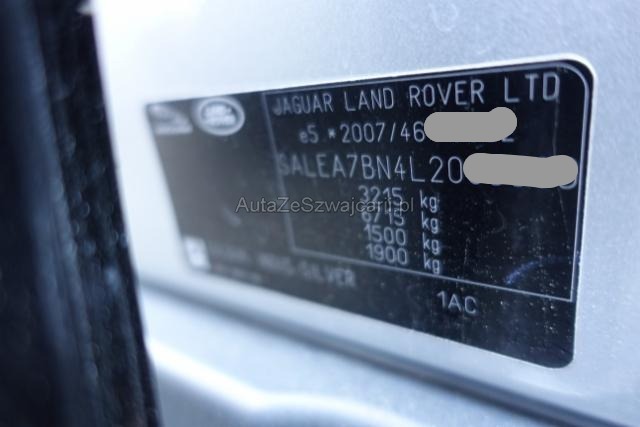 JAGUAR LAND ROVER LTD
e5 * 2007/46
SALEA7BN4L20
3215 kg
6715 kg
1500 kg
1900 kg
AutaZeSzwajcarii.pl
SILVER
1AC